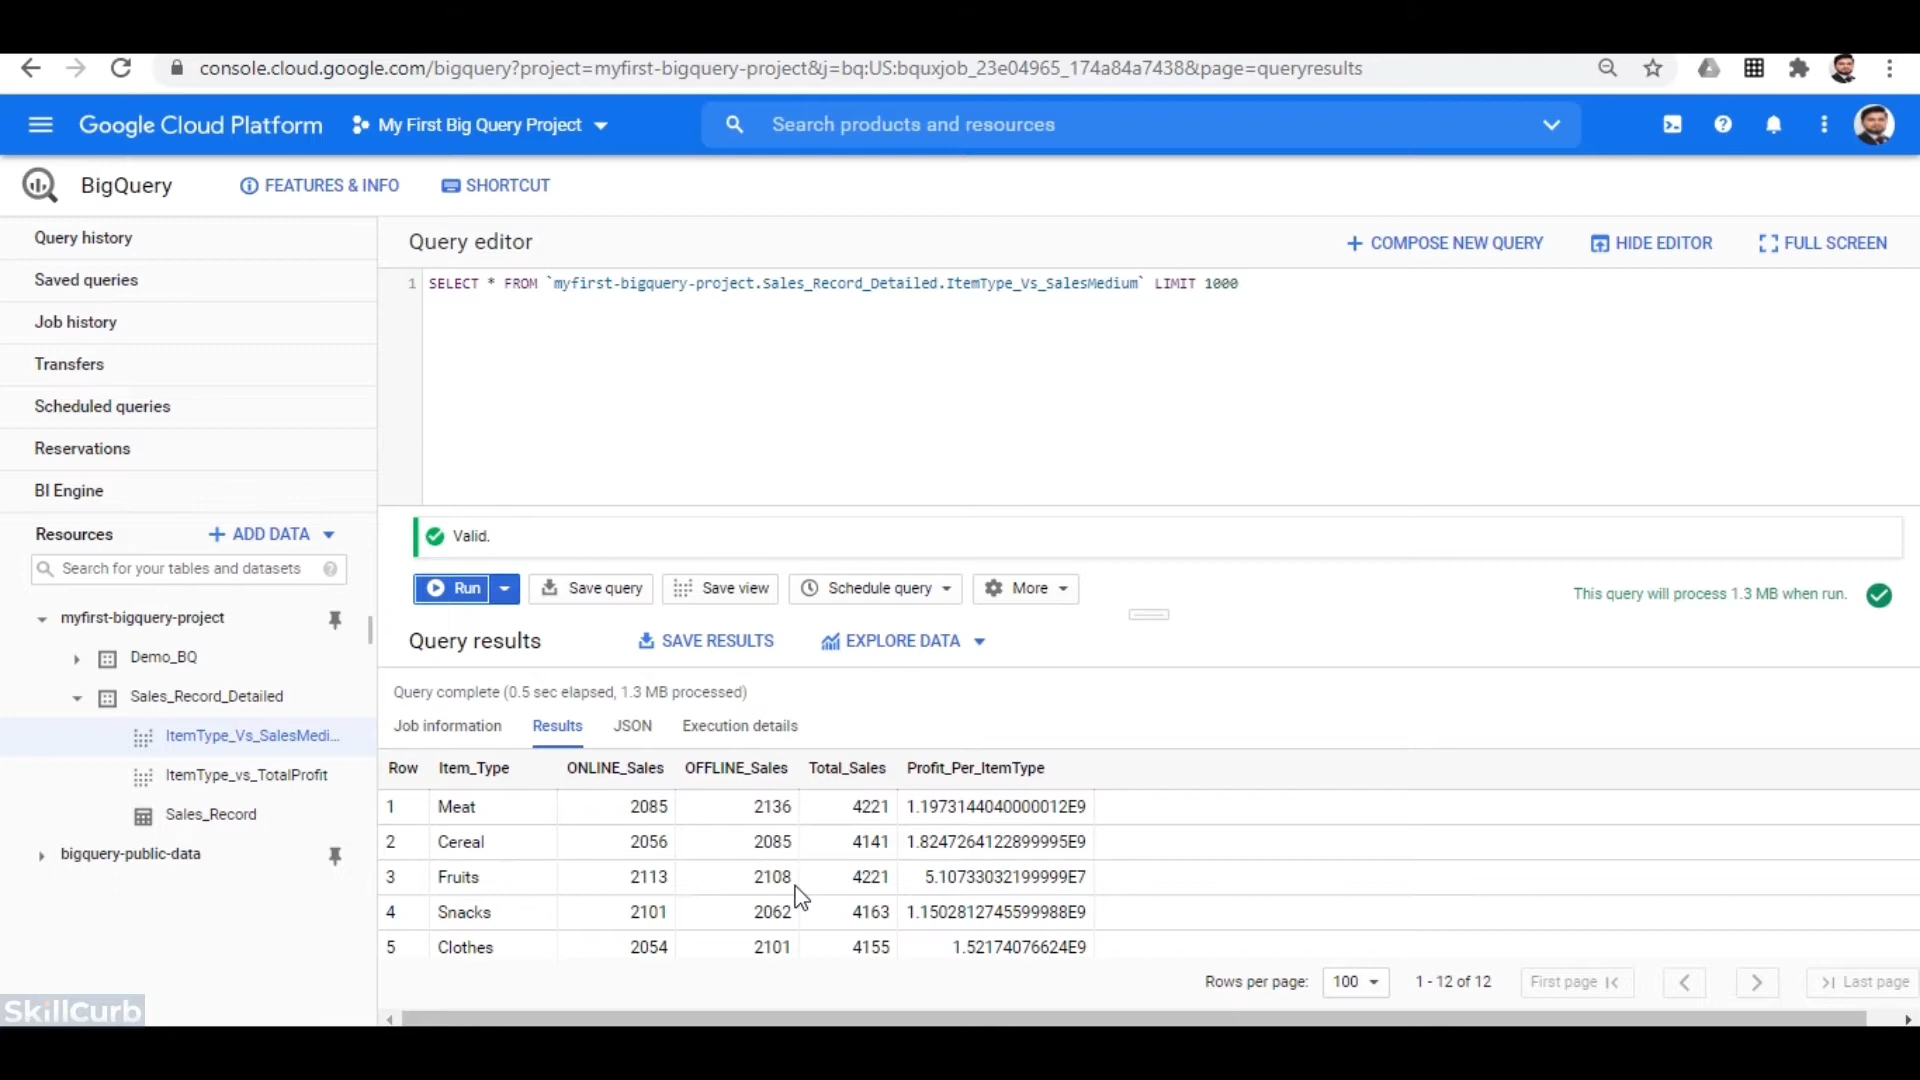 console.cloud.google.com/bigquery?project=myfirst-bigquery-project&j=bq:US:bquxjob_23e04965_174a84a7438&page=queryresults
Google Cloud Platform My First Big Query Project Search products and resources
BigQuery FEATURES & INFO SHORTCUT
Query history
Saved queries
Job history
Transfers
Scheduled queries
Reservations
BI Engine
Resources ADD DATA
Search for your tables and datasets
myfirst-bigquery-project
Demo_BQ
Sales_Record_Detailed
ItemType_Vs_SalesMedi...
ItemType_vs_TotalProfit
Sales_Record
bigquery-public-data
Query editor COMPOSE NEW QUERY HIDE EDITOR FULL SCREEN
1 SELECT * FROM `myfirst-bigquery-project.Sales_Record_Detailed.ItemType_Vs_SalesMedium` LIMIT 1000
Valid.
Run Save query Save view Schedule query More This query will process 1.3 MB when run.
Query results SAVE RESULTS EXPLORE DATA
Query complete (0.5 sec elapsed, 1.3 MB processed)
Job information Results JSON Execution details
Row Item_Type ONLINE_Sales OFFLINE_Sales Total_Sales Profit_Per_ItemType
1 Meat 2085 2136 4221 1.1973144040000012E9
2 Cereal 2056 2085 4141 1.8247264122899995E9
3 Fruits 2113 2108 4221 5.10733032199999E7
4 Snacks 2101 2062 4163 1.1502812745599988E9
5 Clothes 2054 2101 4155 1.52174076624E9
Rows per page: 100 1 - 12 of 12 First page Last page
SkillCurb